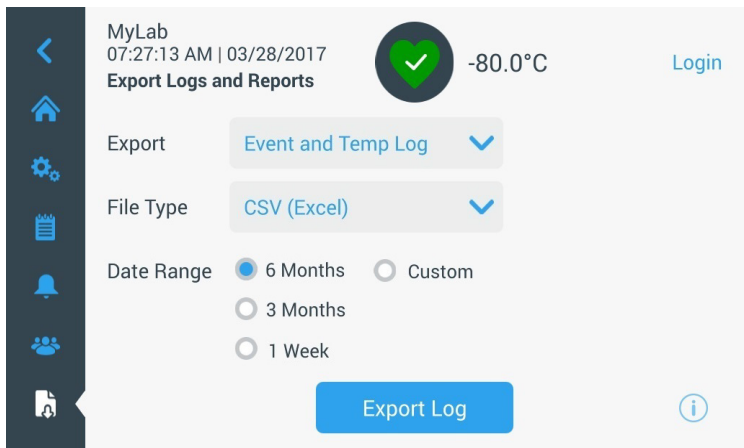 MyLab
07:27:13 AM | 03/28/2017
Export Logs and Reports
-80.0°C
Login
Export
Event and Temp Log
File Type
CSV (Excel)
Date Range
6 Months
Custom
3 Months
1 Week
Export Log
i